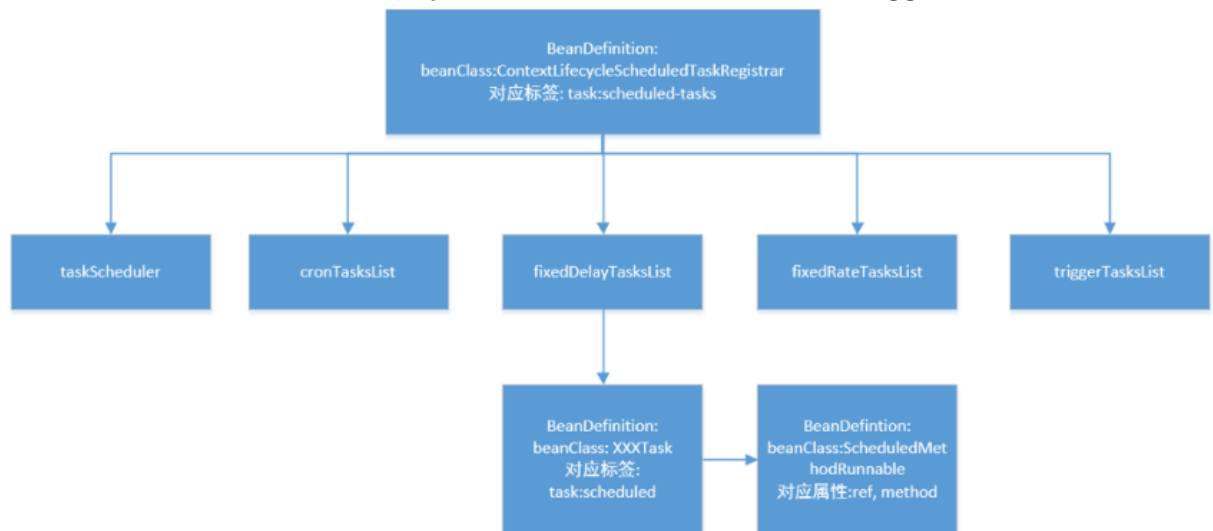 BeanDefinition:
beanClass:ContextLifecycleScheduledTaskRegistrar
对应标签: task:scheduled-tasks
taskScheduler
cronTasksList
fixedDelayTasksList
fixedRateTasksList
triggerTasksList
BeanDefinition:
beanClass: XXXTask
对应标签:
task:scheduled
BeanDefintion:
beanClass:ScheduledMet
hodRunnable
对应属性:ref, method